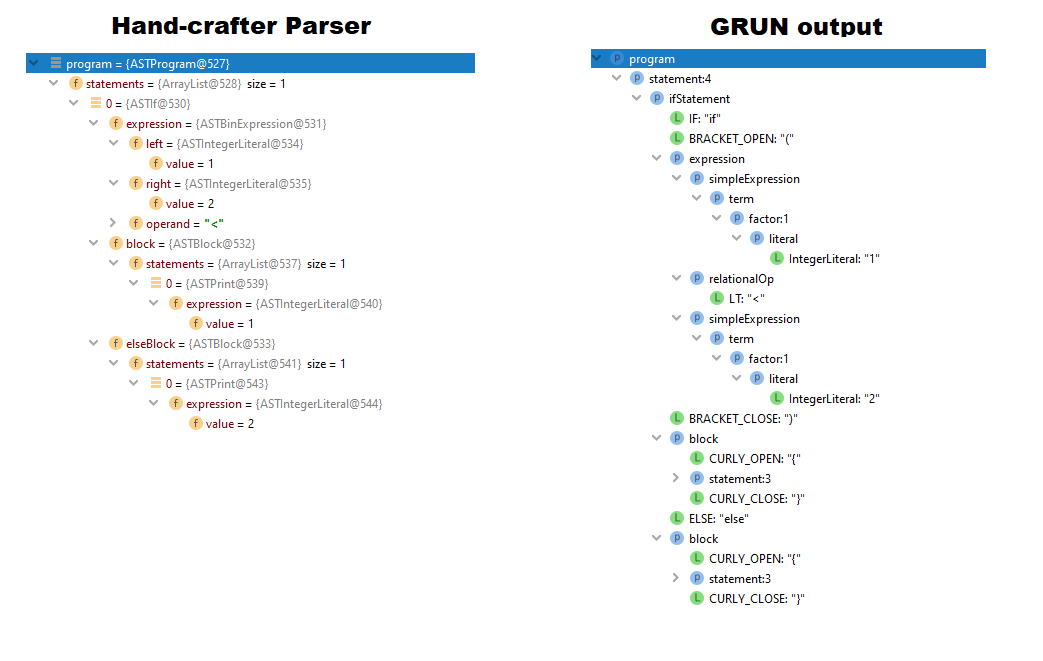 Hand-crafter Parser
program = {ASTProgram@527}
f statements = {ArrayList@528} size = 1
0 = {ASTIf@530}
f expression = {ASTBinExpression@531}
f left = {ASTIntegerLiteral@534}
f value = 1
f right = {ASTIntegerLiteral@535}
f value = 2
f operand = "<"
f block = {ASTBlock@532}
f statements = {ArrayList@537} size = 1
0 = {ASTPrint@539}
f expression = {ASTIntegerLiteral@540}
f value = 1
f elseBlock = {ASTBlock@533}
f statements = {ArrayList@541} size = 1
0 = {ASTPrint@543}
f expression = {ASTIntegerLiteral@544}
f value = 2
GRUN output
P program
P statement:4
P ifStatement
L IF: "if"
L BRACKET_OPEN: "("
P expression
P simpleExpression
P term
P factor:1
P literal
L IntegerLiteral: "1"
P relationalOp
L LT: "<"
P simpleExpression
P term
P factor:1
P literal
L IntegerLiteral: "2"
L BRACKET_CLOSE: ")"
P block
L CURLY_OPEN: "{"
P statement:3
L CURLY_CLOSE: "}"
L ELSE: "else"
P block
L CURLY_OPEN: "{"
P statement:3
L CURLY_CLOSE: "}"